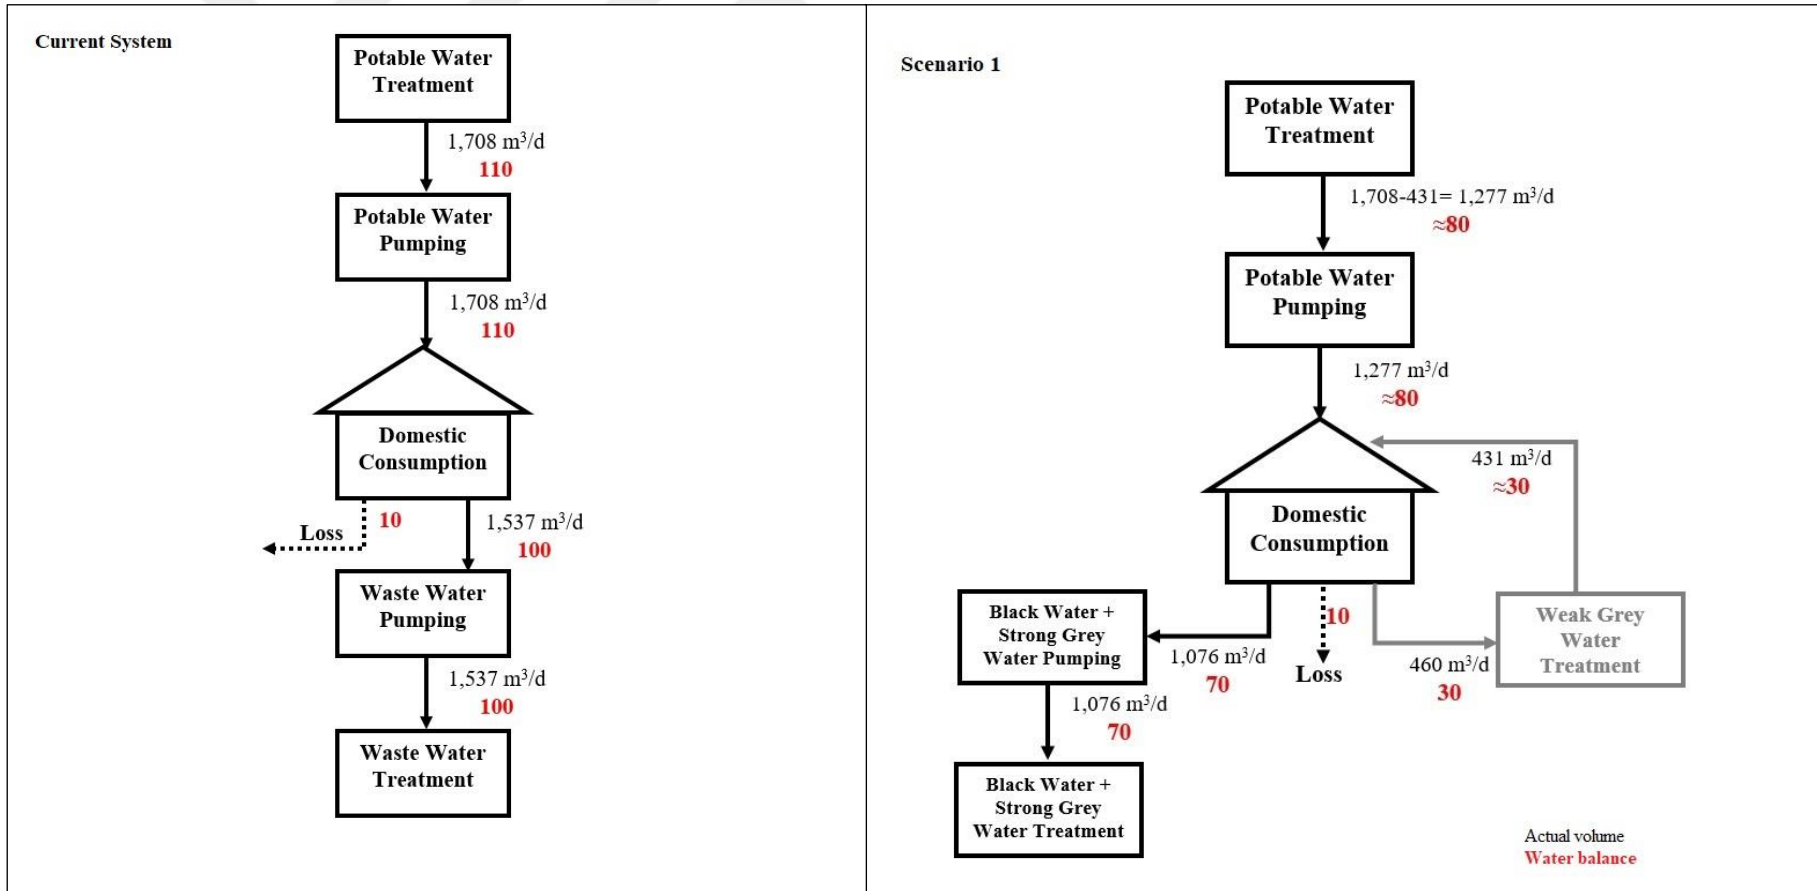 Current System
Potable Water
Treatment
1,708 m³/d
110
Potable Water
Pumping
1,708 m³/d
110
Domestic
Consumption
10
Loss
1,537 m³/d
100
Waste Water
Pumping
1,537 m³/d
100
Waste Water
Treatment
Scenario 1
Potable Water
Treatment
1,708-431= 1,277 m³/d
≈80
Potable Water
Pumping
1,277 m³/d
≈80
431 m³/d
≈30
Domestic
Consumption
Black Water +
Strong Grey
Water Pumping
1,076 m³/d
70
10
Loss
460 m³/d
30
Weak Grey
Water
Treatment
1,076 m³/d
70
Black Water +
Strong Grey
Water Treatment
Actual volume
Water balance